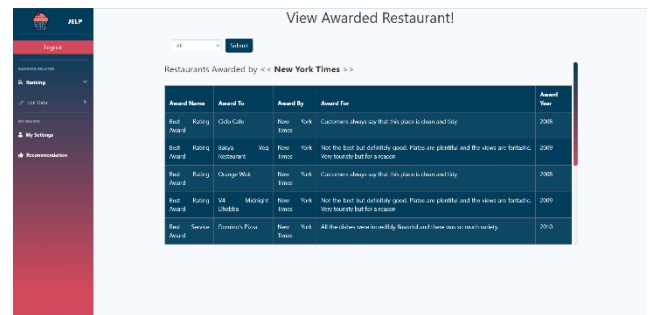 JELP
Logout
Ranking
List Data
My Settings
Recommendation
View Awarded Restaurant!
All
Submit
Restaurants Awarded by << New York Times >>
Award Name Award To Award By Award For Award Year
Best Rating Award Cafe New York Times Customers always say that this place is clean and tidy 2008
Best Rating Award Veg Restaurant New York Times Not the best but definitely good. Plates are plentiful and the views are fantastic. Very touristy but for a reason 2009
Best Rating Award Orange Wok New York Times Customers always say that this place is clean and tidy 2008
Best Rating Award V4 Midnight Dhabba New York Times Not the best but definitely good. Plates are plentiful and the views are fantastic. Very touristy but for a reason 2009
Best Service Award Domino's Pizza New York Times All the dishes were incredibly flavorful and there was so much variety 2010